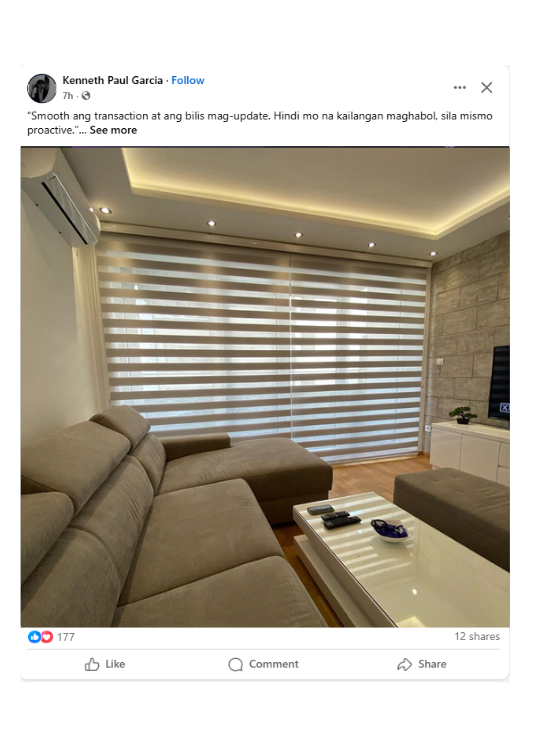 Kenneth Paul Garcia · Follow
7h ·
“Smooth ang transaction at ang bilis mag-update. Hindi mo na kailangan maghabol, sila mismo
proactive.”... See more
177
12 shares
Like
Comment
Share